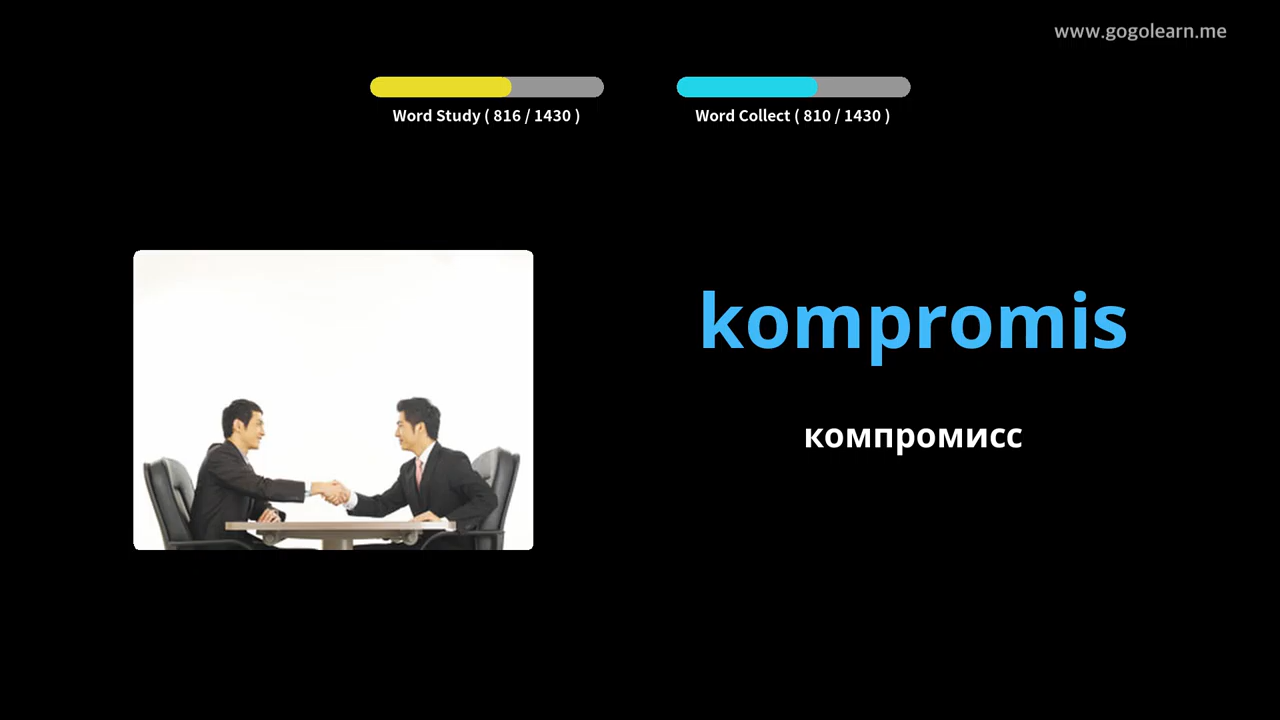 www.gogolearn.me
Word Study ( 816 / 1430 )
Word Collect ( 810 / 1430 )
kompromis
компромисс